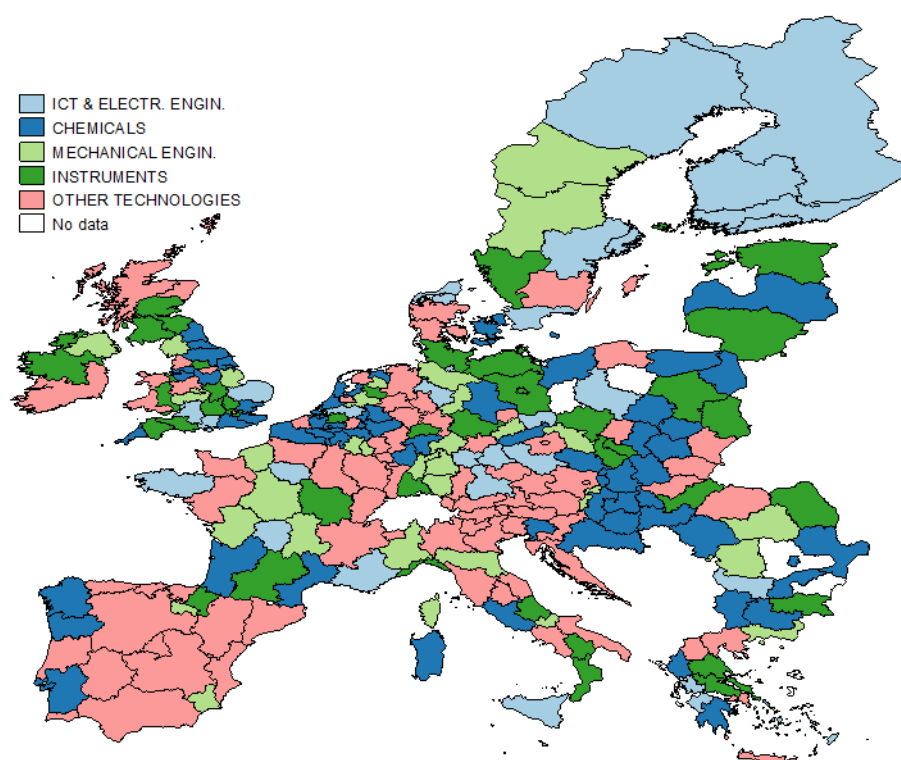 ICT & ELECTR. ENGIN.
CHEMICALS
MECHANICAL ENGIN.
INSTRUMENTS
OTHER TECHNOLOGIES
No data